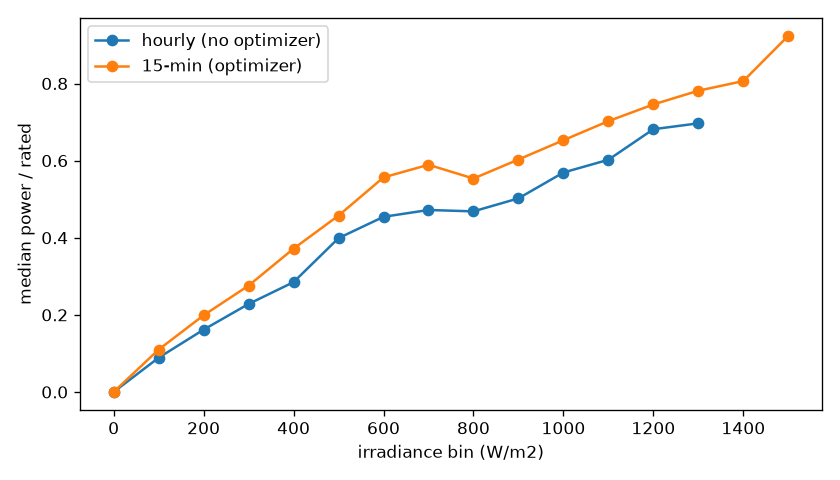 hourly (no optimizer)
15-min (optimizer)
median power / rated
0.8
0.6
0.4
0.2
0.0
0 200 400 600 800 1000 1200 1400
irradiance bin (W/m2)